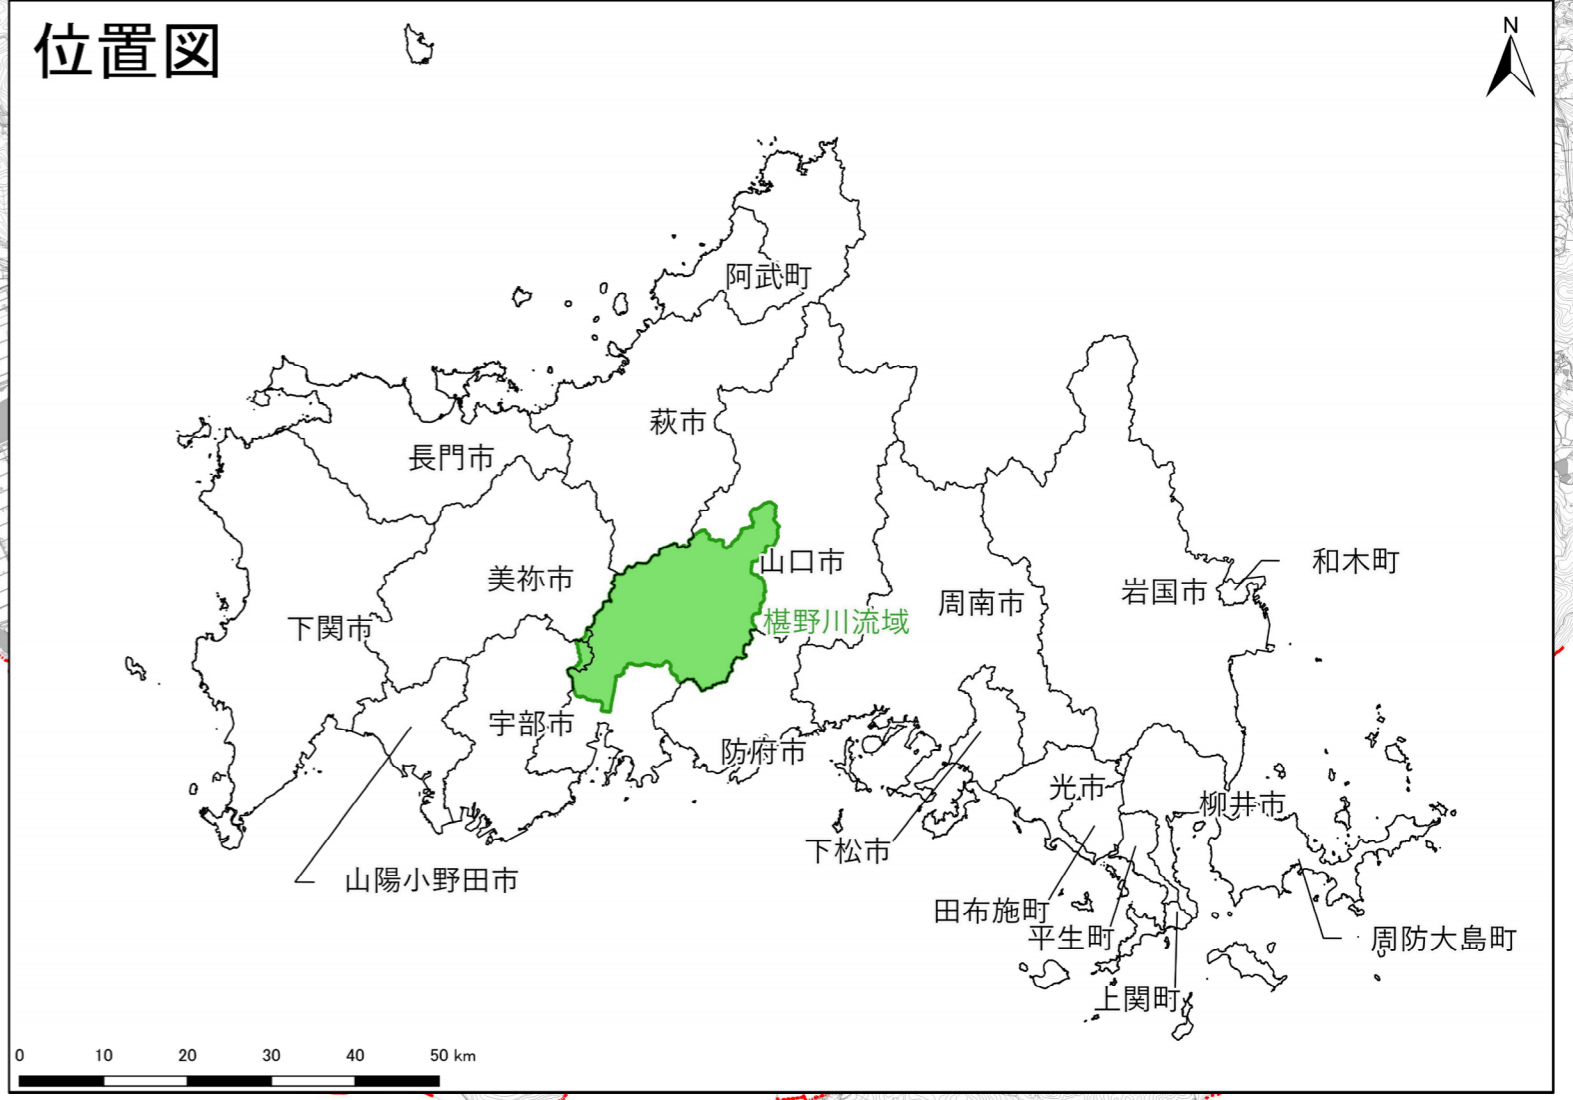 位置図
N
阿武町
萩市
長門市
山口市
和木町
美祢市
岩国市
周南市
椹野川流域
下関市
宇部市
防府市
光市
柳井市
下松市
山陽小野田市
田布施町
平生町
周防大島町
上関町
0 10 20 30 40 50 km